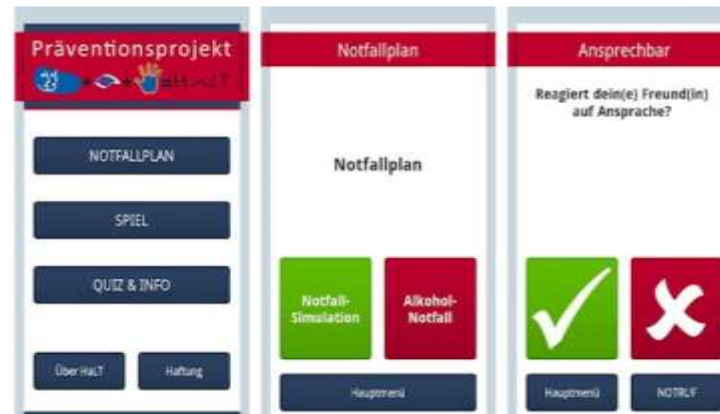 Präventionsprojekt
=HaLT
NOTFALLPLAN
SPIEL
QUIZ & INFO
Über HaLT
Haftung
Notfallplan
Notfallplan
Notfall-
Simulation
Alkohol-
Notfall
Hauptmenü
Ansprechbar
Reagiert dein(e) Freund(in)
auf Ansprache?
Hauptmenü
NOTRUF